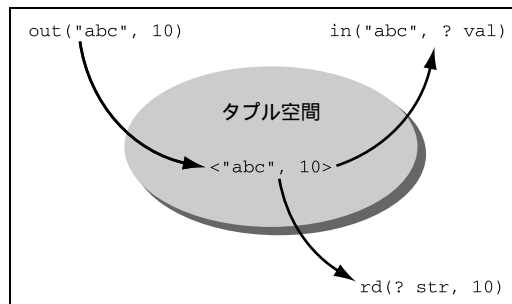 out("abc", 10)
in("abc", ? val)
タプル空間
<"abc", 10>
rd(? str, 10)